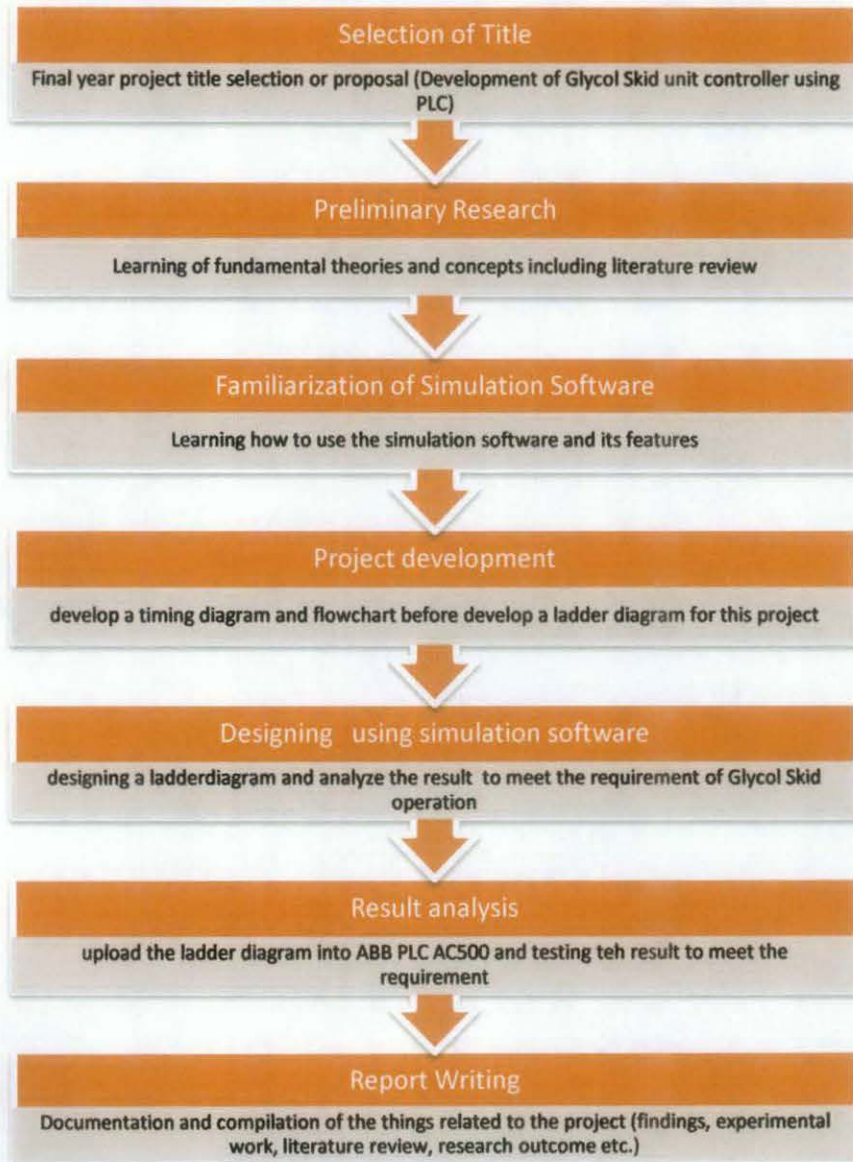 Selection of Title
Final year project title selection or proposal (Development of Glycol Skid unit controller using
PLC)
Preliminary Research
Learning of fundamental theories and concepts including literature review
Familiarization of Simulation Software
Learning how to use the simulation software and its features
Project development
develop a timing diagram and flowchart before develop a ladder diagram for this project
Designing using simulation software
designing a ladderdiagram and analyze the result to meet the requirement of Glycol Skid
operation
Result analysis
upload the ladder diagram into ABB PLC AC500 and testing teh result to meet the
requirement
Report Writing
Documentation and compilation of the things related to the project (findings, experimental
work, literature review, research outcome etc.)